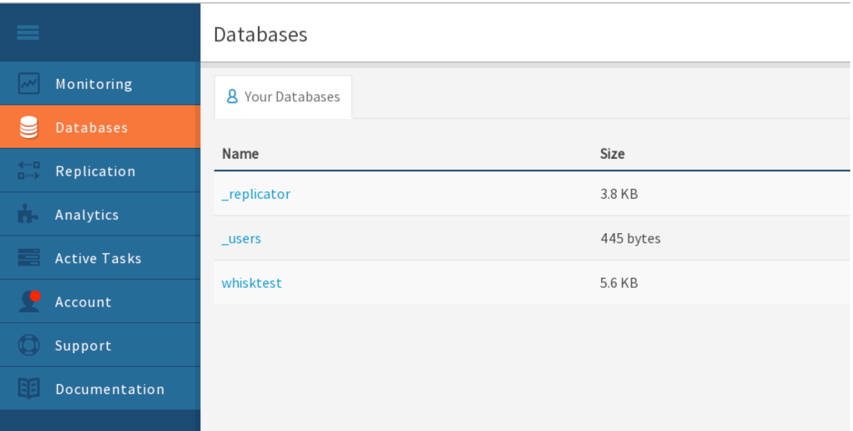 Databases
Monitoring
Databases
Replication
Analytics
Active Tasks
Account
Support
Documentation
Your Databases
Name Size
_replicator 3.8 KB
_users 445 bytes
whisktest 5.6 KB